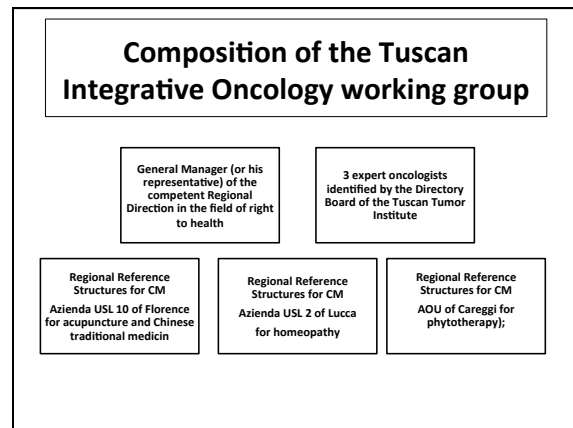 Composition of the Tuscan
Integrative Oncology working group
General Manager (or his
representative) of the
competent Regional
Direction in the field of right
to health
3 expert oncologists
identified by the Directory
Board of the Tuscan Tumor
Institute
Regional Reference
Structures for CM
Azienda USL 10 of Florence
for acupuncture and Chinese
traditional medicin
Regional Reference
Structures for CM
Azienda USL 2 of Lucca
for homeopathy
Regional Reference
Structures for CM
AOU of Careggi for
phytotherapy);